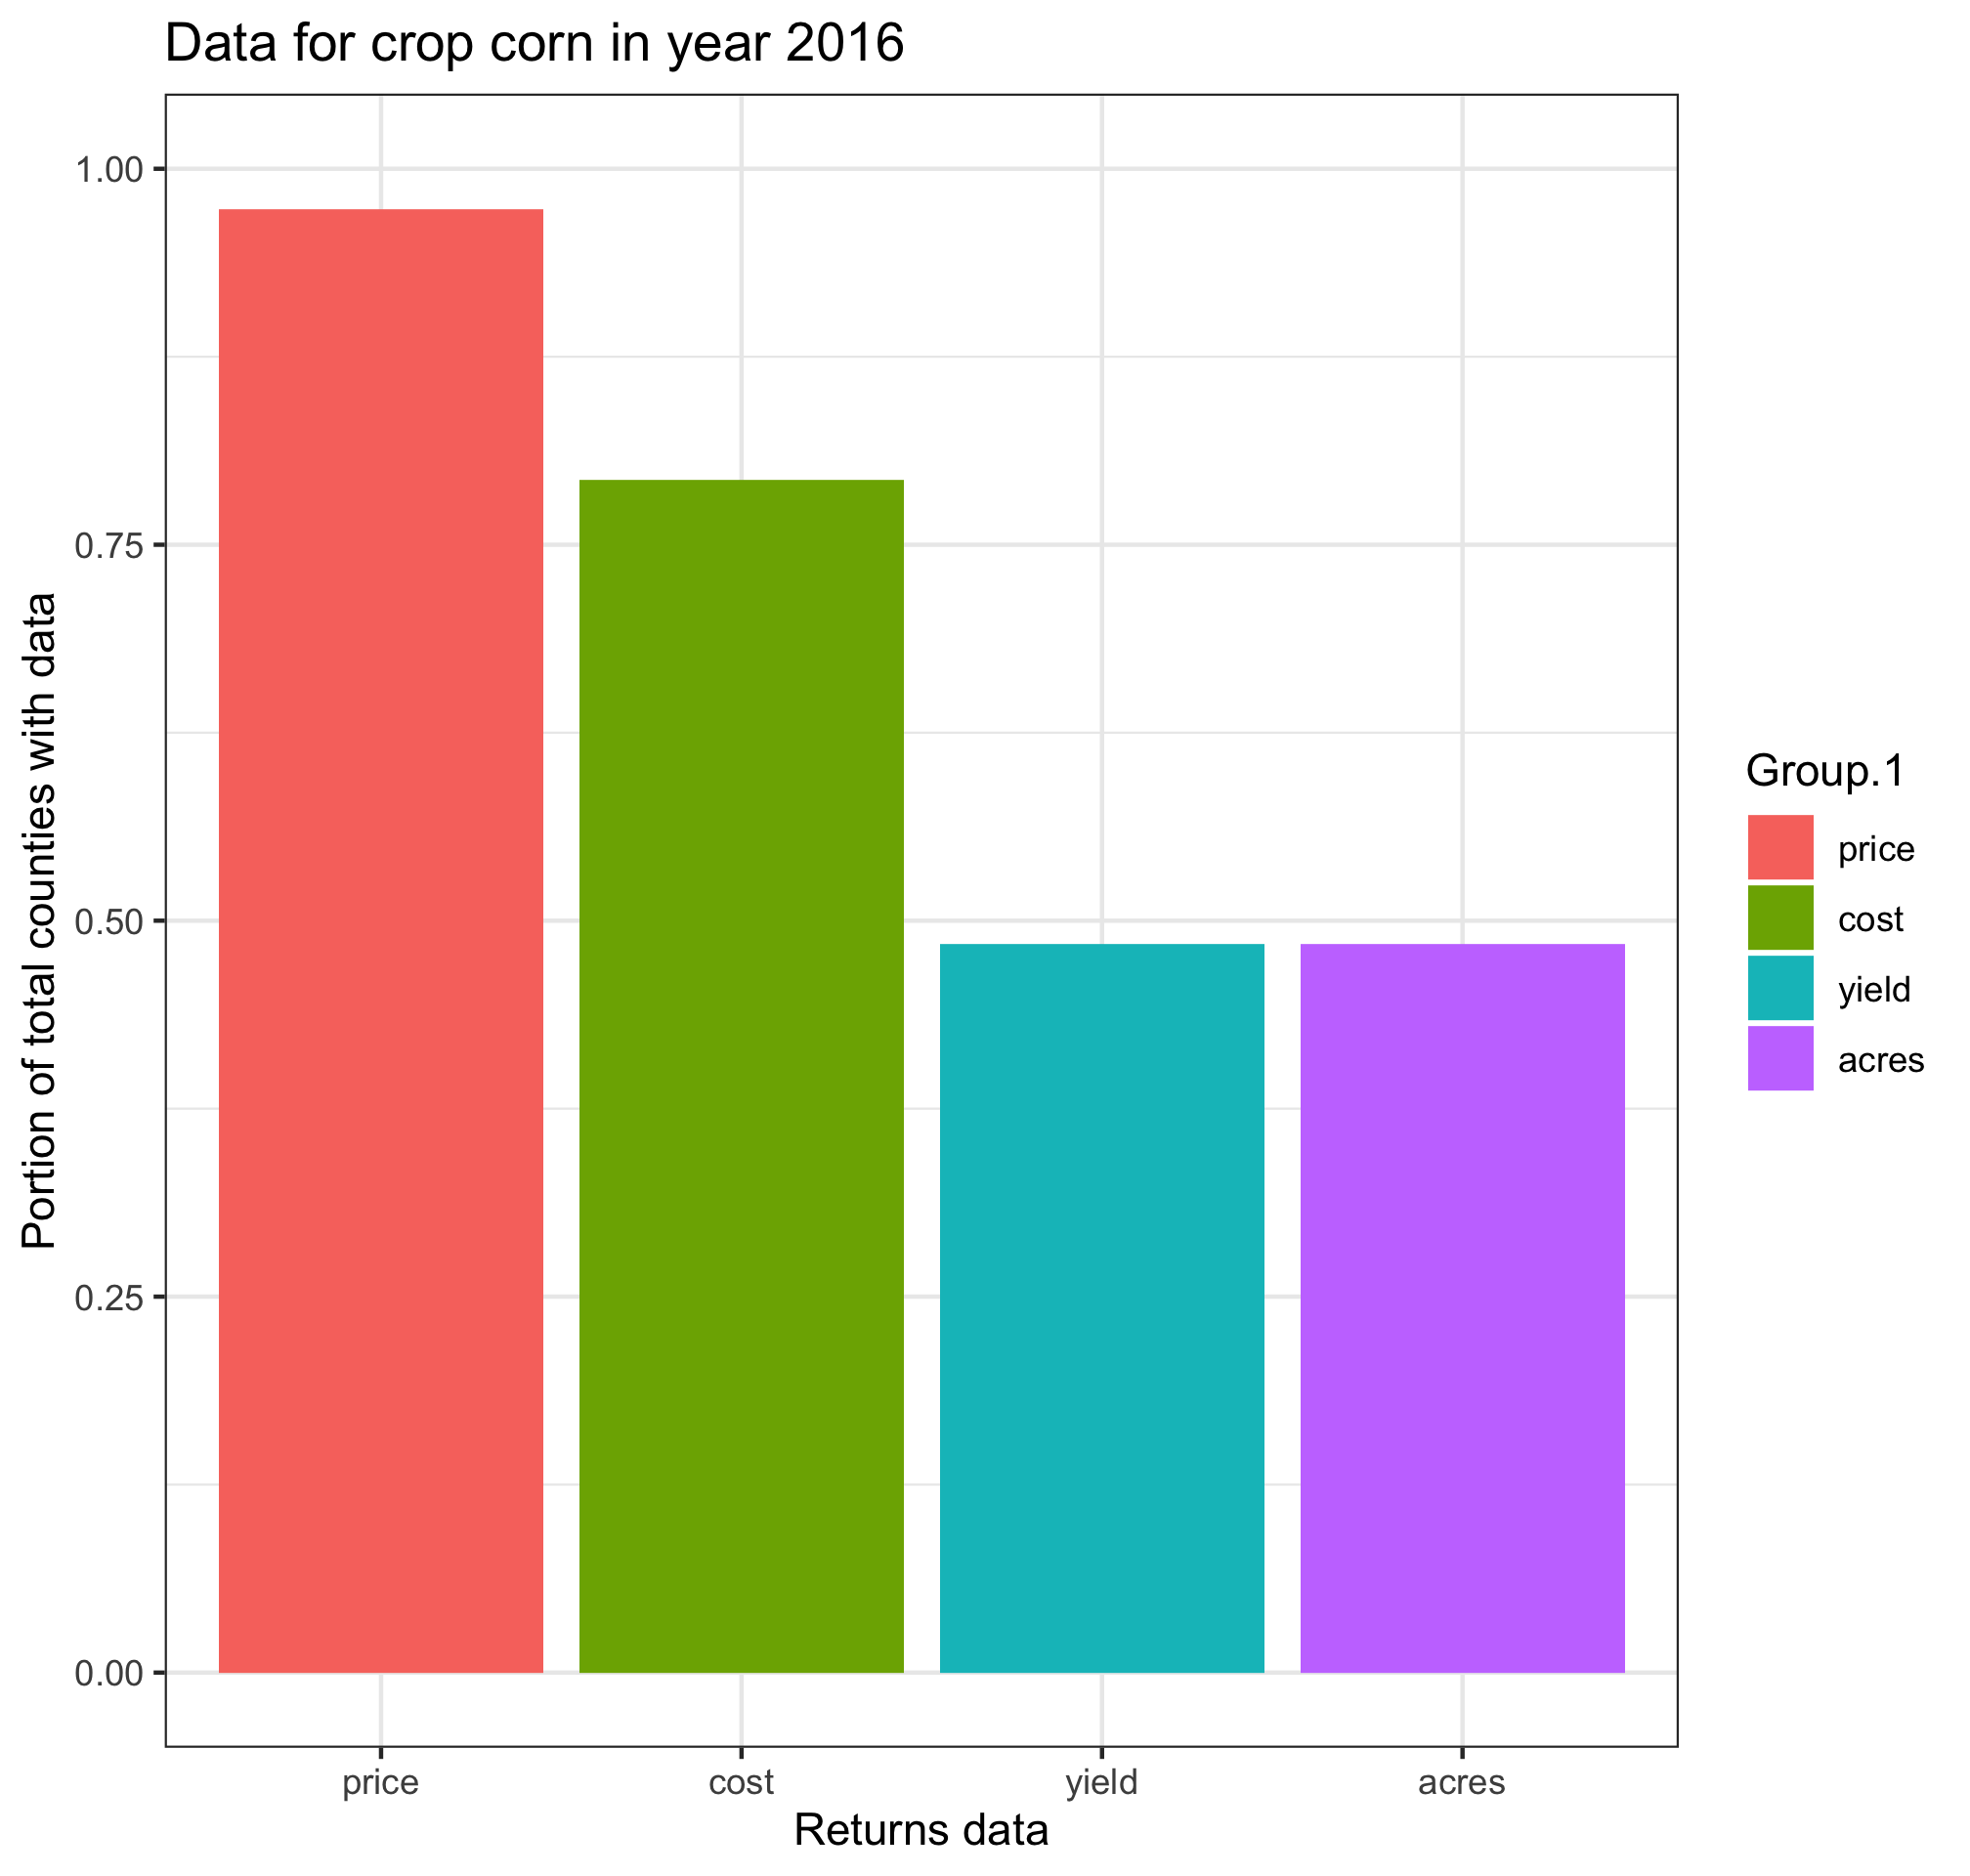 Data for crop corn in year 2016
Portion of total counties with data
1.00
0.75
0.50
0.25
0.00
price
cost
yield
acres
Returns data
Group.1
price
cost
yield
acres